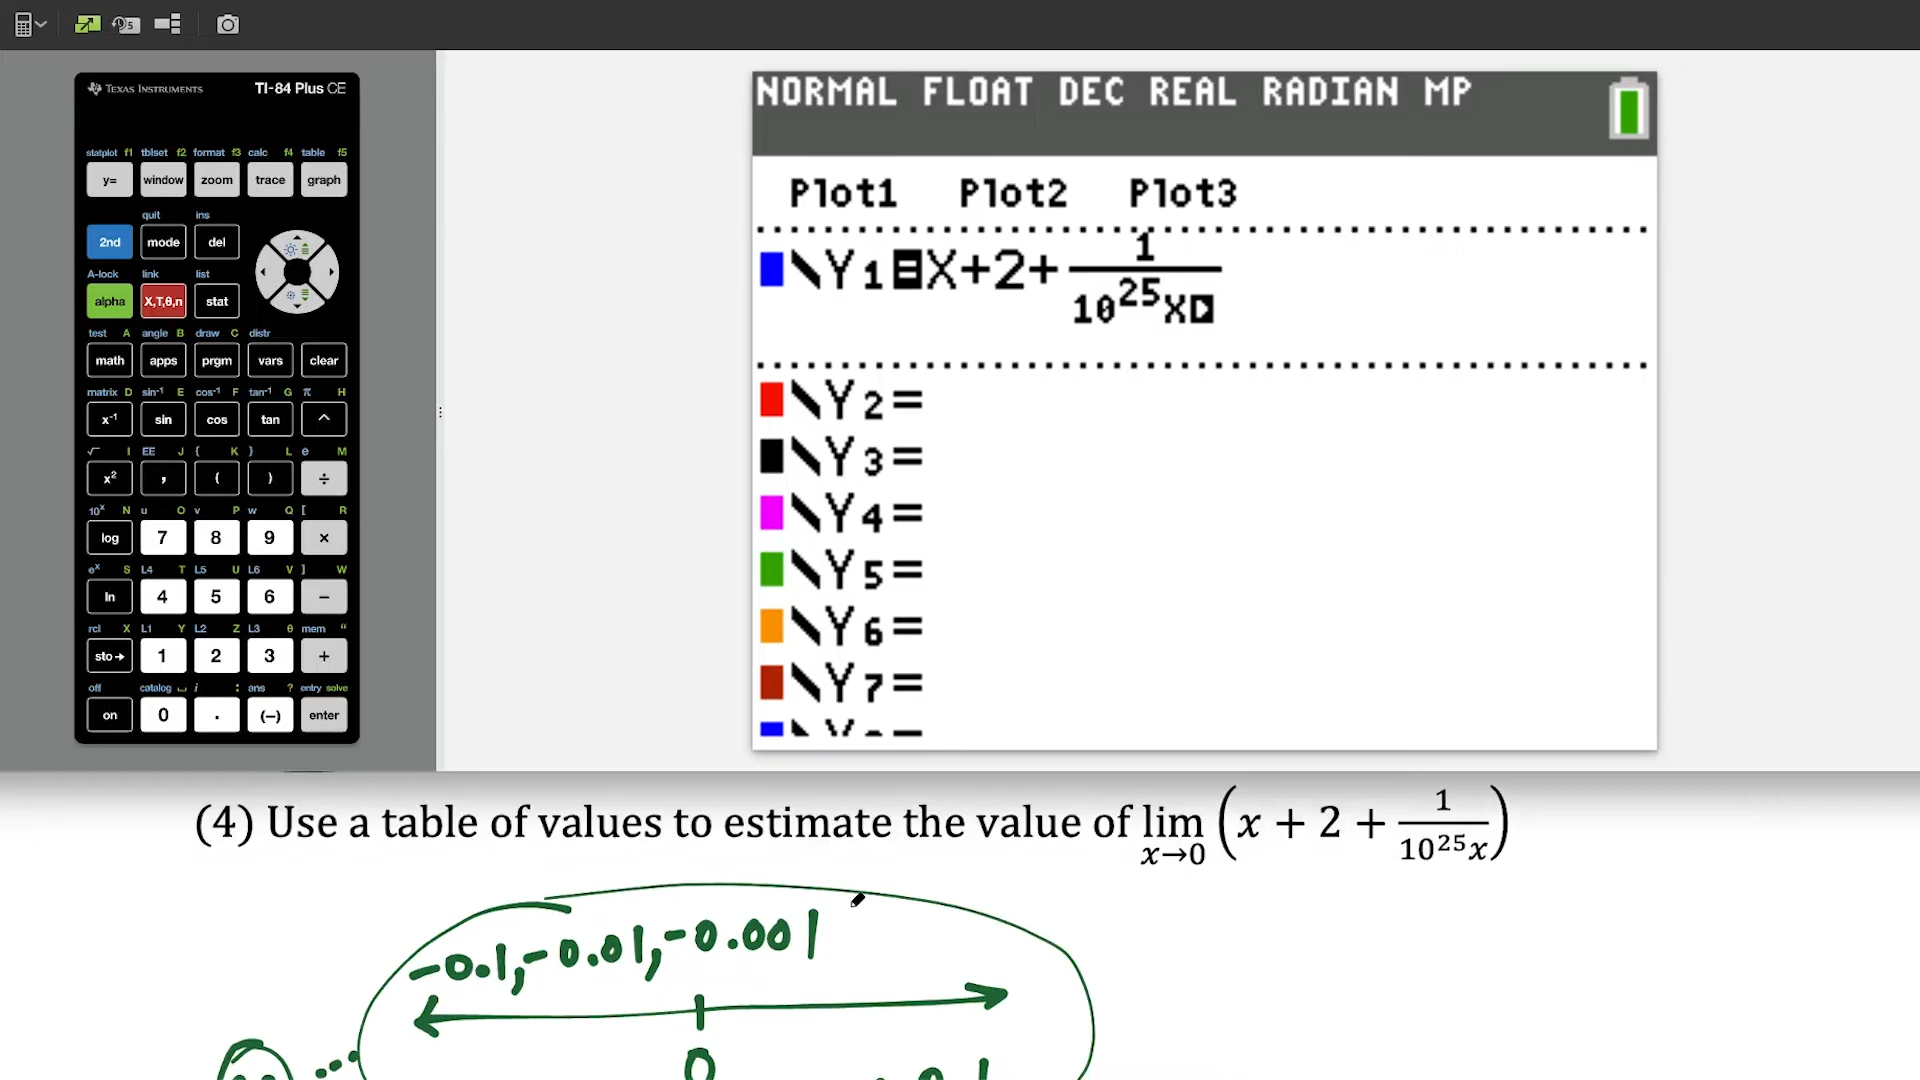 TEXAS INSTRUMENTS TI-84 Plus CE
statplot f1 tblset f2 format f3 calc f4 table f5
y= window zoom trace graph
quit ins
2nd mode del
A-lock link list
alpha X,T,θ,n stat
test A angle B draw C distr
math apps prgm vars clear
matrix D sin⁻¹ E cos⁻¹ F tan⁻¹ G π H
x⁻¹ sin cos tan ^
√ I EE J { K } L e M
x² , ( ) ÷
10ˣ N u O v P w Q [ R
log 7 8 9 ×
eˣ S L4 T L5 U L6 V ] W
ln 4 5 6 −
rcl X L1 Y L2 Z L3 θ mem “
sto→ 1 2 3 +
off catalog ⎵ i : ans ? entry solve
on 0 . (−) enter
NORMAL FLOAT DEC REAL RADIAN MP
Plot1 Plot2 Plot3
\Y₁=X+2+1/(10²⁵X)
\Y₂=
\Y₃=
\Y₄=
\Y₅=
\Y₆=
\Y₇=
(4) Use a table of values to estimate the value of lim x→0 (x + 2 + 1/(10²⁵x))
-0.1,-0.01,-0.001
0